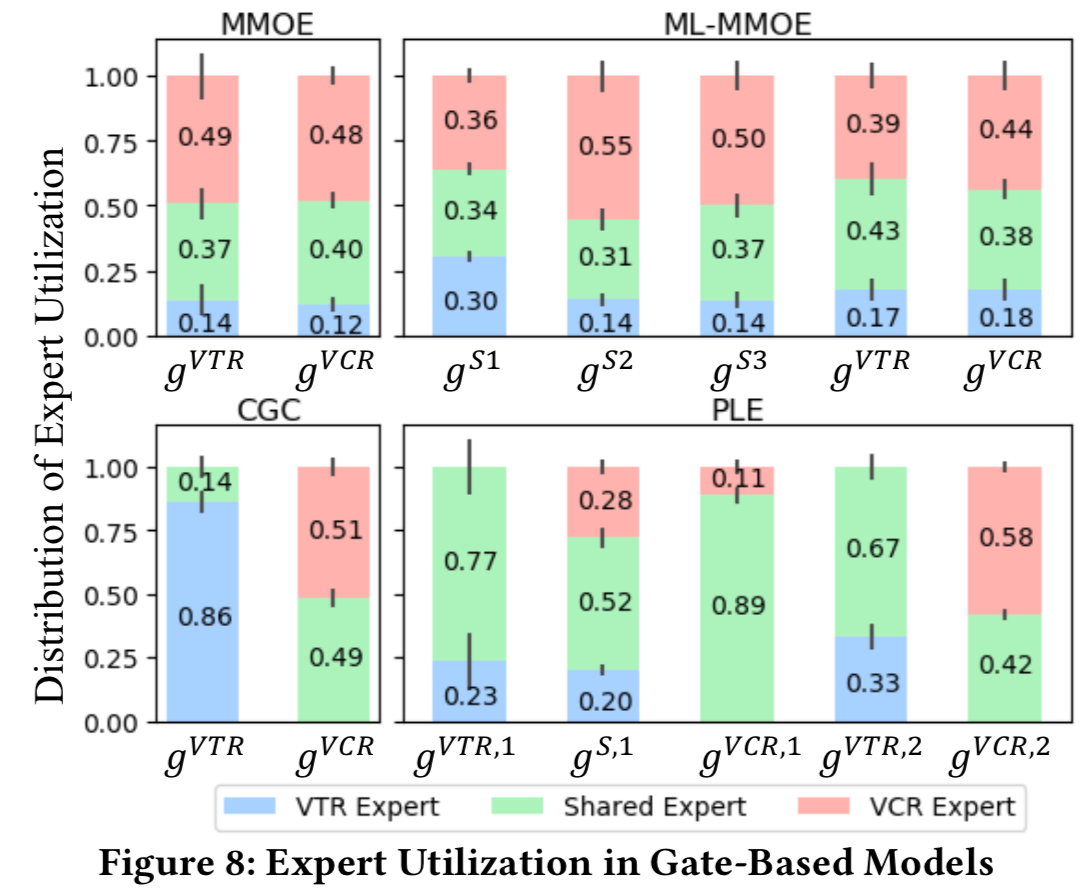 MMOE ML-MMOE
Distribution of Expert Utilization
1.00
0.75
0.50
0.25
0.00
0.49 0.48 0.36 0.55 0.50 0.39 0.44
0.37 0.40 0.34 0.31 0.37 0.43 0.38
0.14 0.12 0.30 0.14 0.14 0.17 0.18
g^VTR g^VCR g^S1 g^S2 g^S3 g^VTR g^VCR
CGC PLE
1.00
0.75
0.50
0.25
0.00
0.14 0.51 0.77 0.28 0.11 0.67 0.58
0.86 0.49 0.23 0.52 0.89 0.33 0.42
0.20
g^VTR g^VCR g^VTR,1 g^S,1 g^VCR,1 g^VTR,2 g^VCR,2
VTR Expert Shared Expert VCR Expert
Figure 8: Expert Utilization in Gate-Based Models